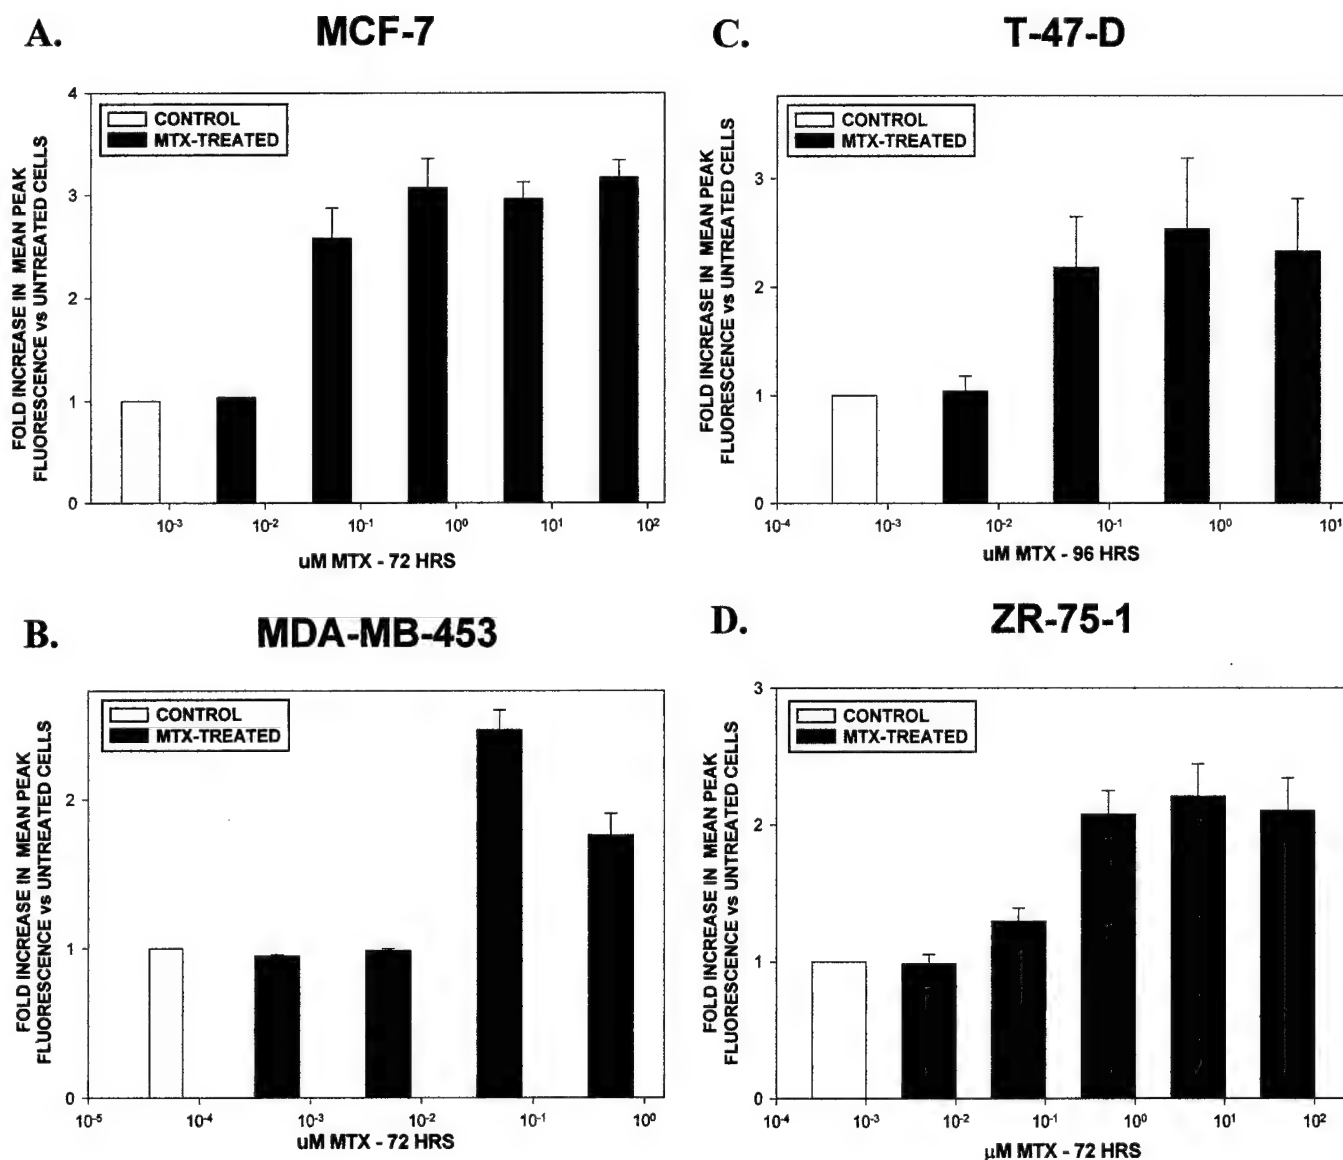 A.
MCF-7
CONTROL
MTX-TREATED
FOLD INCREASE IN MEAN PEAK
FLUORESCENCE vs UNTREATED CELLS
4
3
2
1
0
10⁻³ 10⁻² 10⁻¹ 10⁰ 10¹ 10²
uM MTX - 72 HRS
C.
T-47-D
CONTROL
MTX-TREATED
FOLD INCREASE IN MEAN PEAK
FLUORESCENCE vs UNTREATED CELLS
3
2
1
0
10⁻⁴ 10⁻³ 10⁻² 10⁻¹ 10⁰ 10¹
uM MTX - 96 HRS
B.
MDA-MB-453
CONTROL
MTX-TREATED
FOLD INCREASE IN MEAN PEAK
FLUORESCENCE vs UNTREATED CELLS
2
1
0
10⁻⁵ 10⁻⁴ 10⁻³ 10⁻² 10⁻¹ 10⁰
uM MTX - 72 HRS
D.
ZR-75-1
CONTROL
MTX-TREATED
FOLD INCREASE IN MEAN PEAK
FLUORESCENCE vs UNTREATED CELLS
3
2
1
0
10⁻³ 10⁻² 10⁻¹ 10⁰ 10¹ 10²
µM MTX - 72 HRS